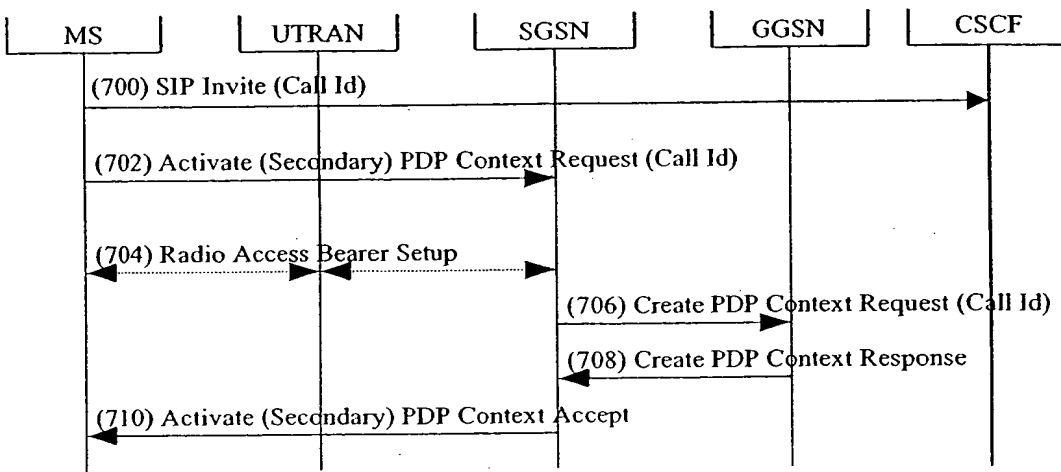 MS UTRAN SGSN GGSN CSCF
(700) SIP Invite (Call Id)
(702) Activate (Secondary) PDP Context Request (Call Id)
(704) Radio Access Bearer Setup
(706) Create PDP Context Request (Call Id)
(708) Create PDP Context Response
(710) Activate (Secondary) PDP Context Accept